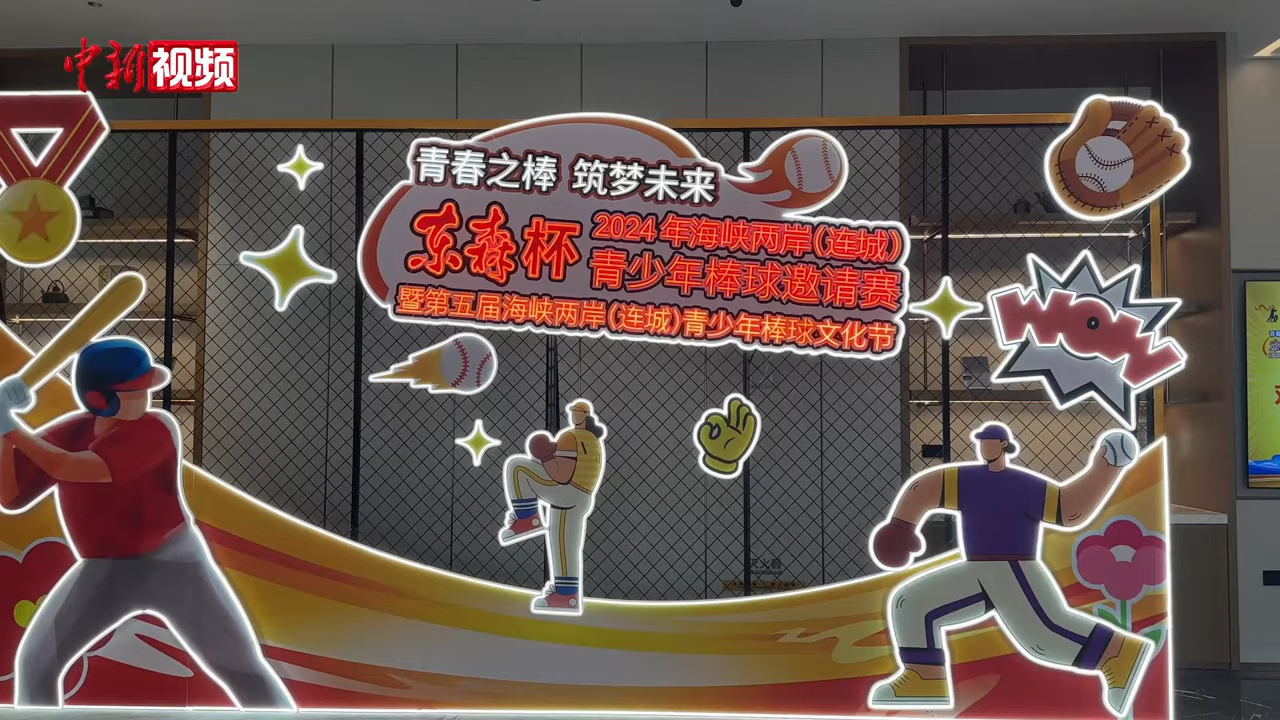 中新视频
青春之棒 筑梦未来
东森杯
2024年海峡两岸(连城)
青少年棒球邀请赛
暨第五届海峡两岸(连城)青少年棒球文化节
WOW